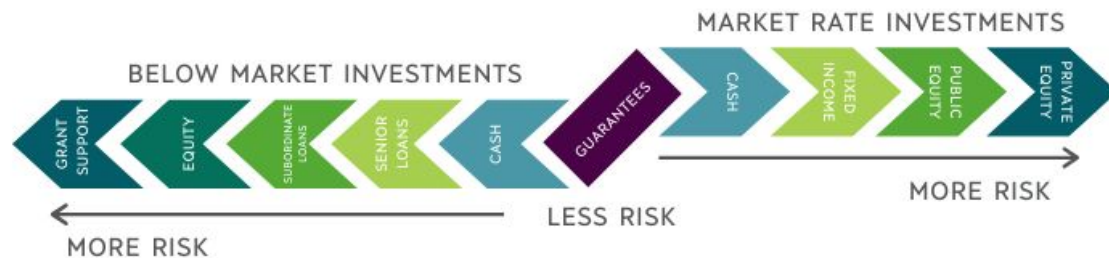 MARKET RATE INVESTMENTS
BELOW MARKET INVESTMENTS
GRANT
SUPPORT
EQUITY
SUBORDINATE
LOANS
SENIOR
LOANS
CASH
GUARANTEES
CASH
FIXED
INCOME
PUBLIC
EQUITY
PRIVATE
EQUITY
MORE RISK
LESS RISK
MORE RISK